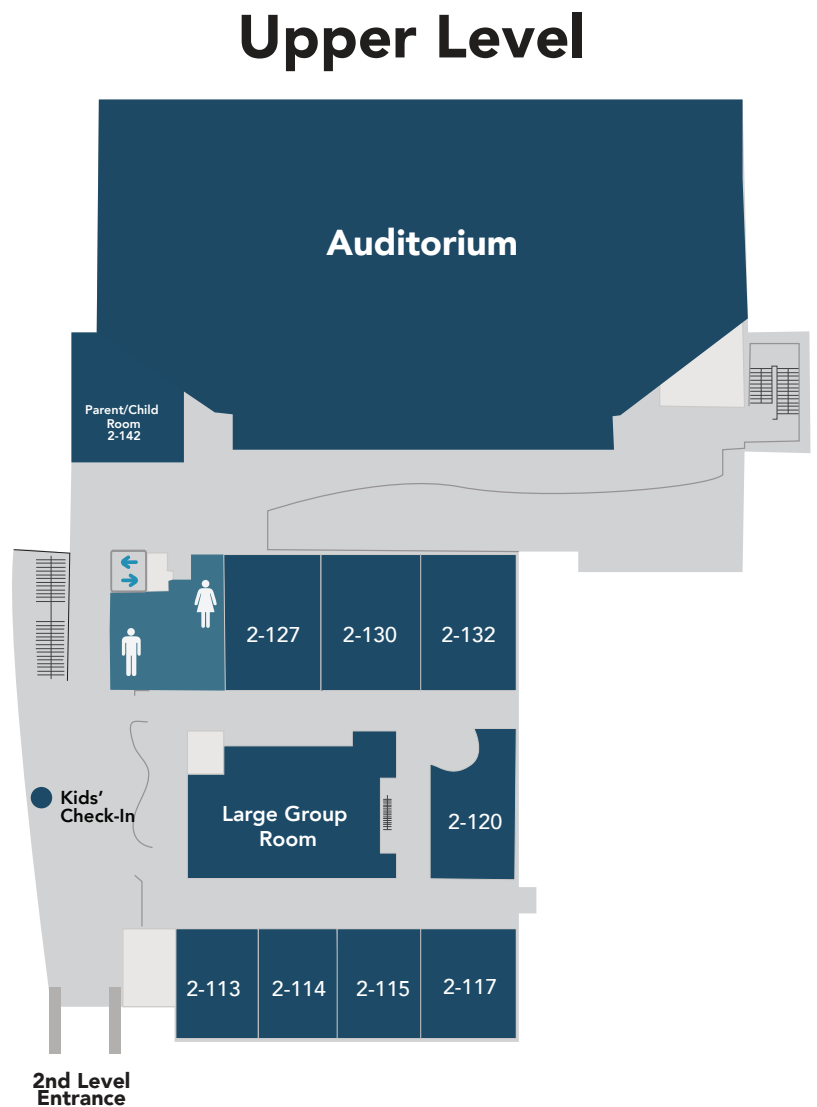 Upper Level
Auditorium
Parent/Child
Room
2-142
2-127
2-130
2-132
Kids'
Check-In
Large Group
Room
2-120
2-113
2-114
2-115
2-117
2nd Level
Entrance